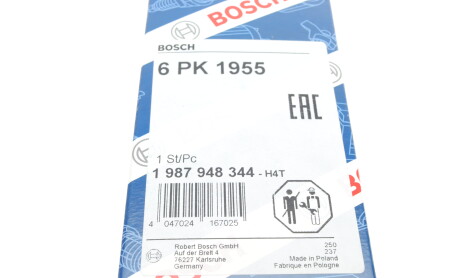 BOSCH
BOSCH
6 PK 1955
EAC
1 St/Pc
1 987 948 344 - H4T
4 047024 167025
Robert Bosch GmbH
Auf der Breit 4
76227 Karlsruhe
Germany
250
237
Made in Poland
Fabrique en Pologne
BOSCH